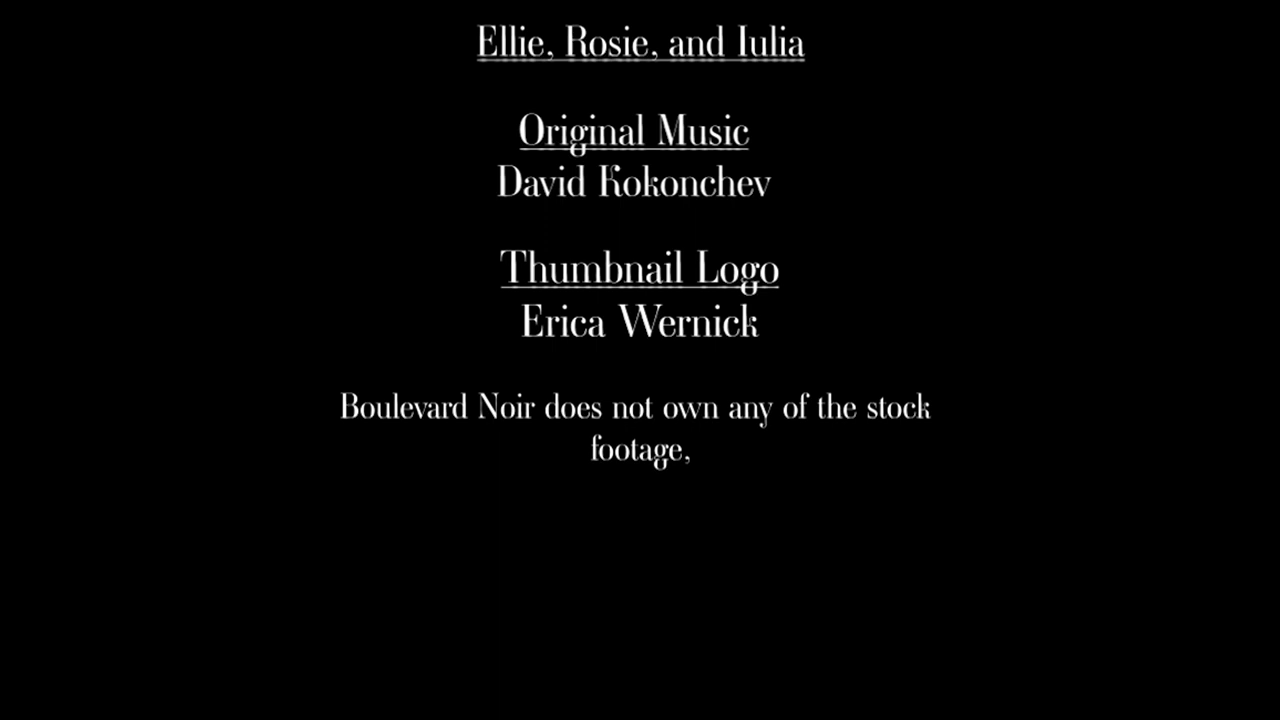 Ellie, Rosie, and Iulia
Original Music
David Kokonchev
Thumbnail Logo
Erica Wernick
Boulevard Noir does not own any of the stock
footage,